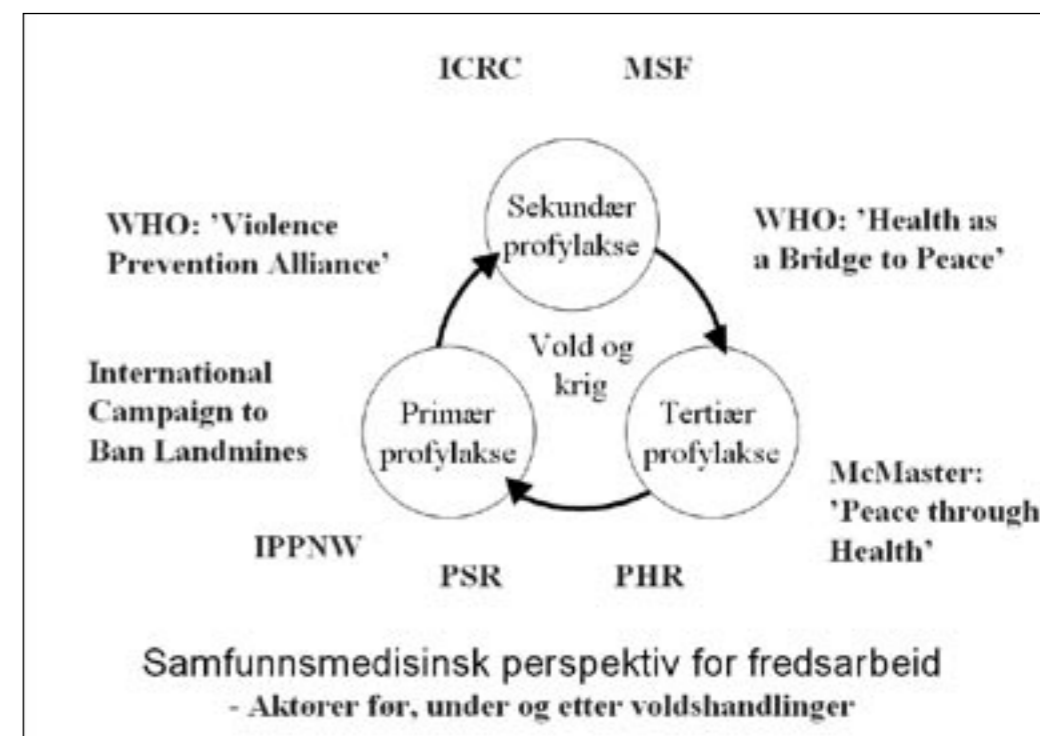 ICRC MSF
Sekundær
profylakse
WHO: ’Violence
Prevention Alliance’
WHO: ’Health as
a Bridge to Peace’
Vold og
krig
International
Campaign to
Ban Landmines
Primær
profylakse
Tertiær
profylakse
McMaster:
’Peace through
Health’
IPPNW
PSR PHR
Samfunnsmedisinsk perspektiv for fredsarbeid
- Aktører før, under og etter voldshandlinger